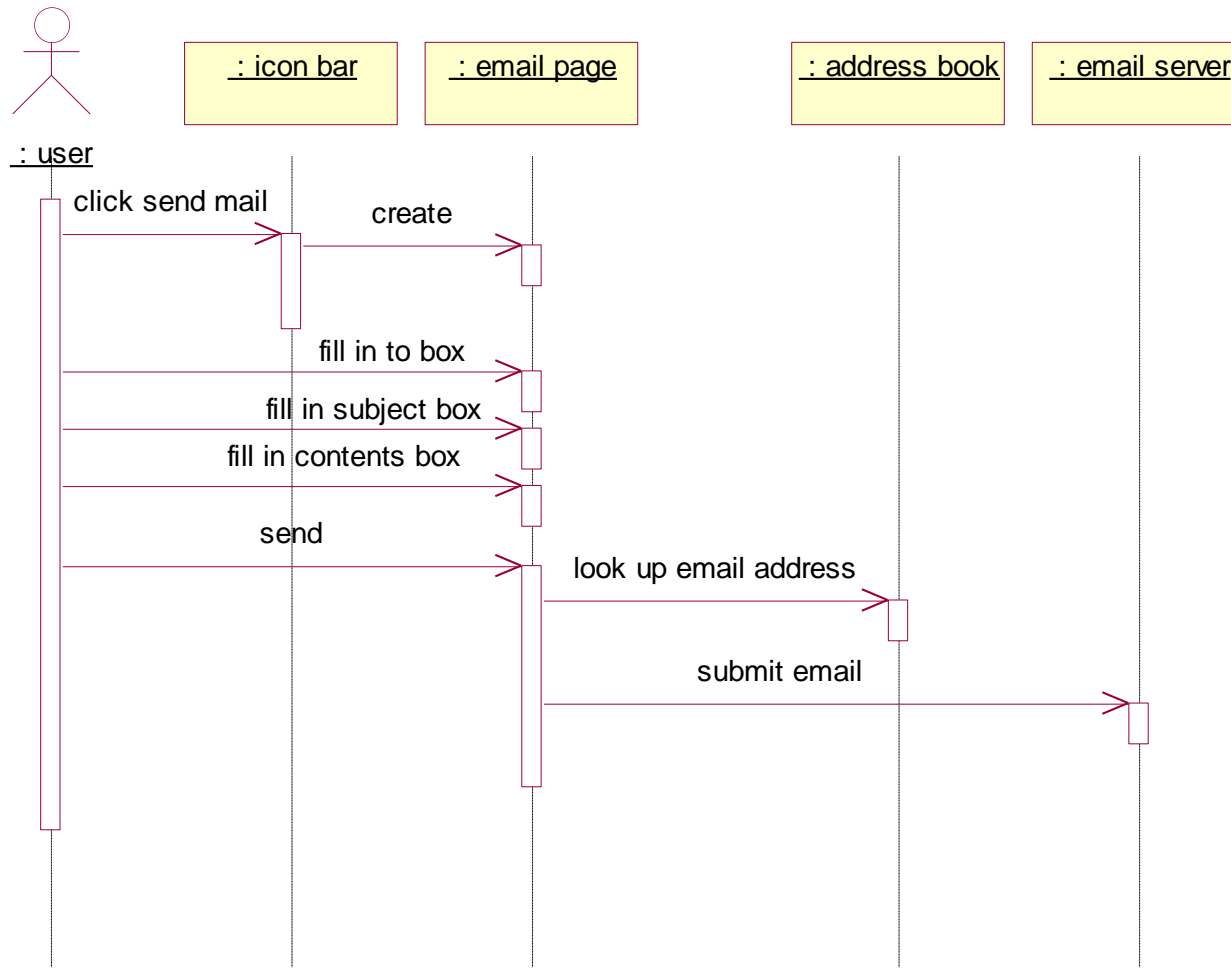 : icon bar
: email page
: address book
: email server
: user
click send mail
create
fill in to box
fill in subject box
fill in contents box
send
look up email address
submit email